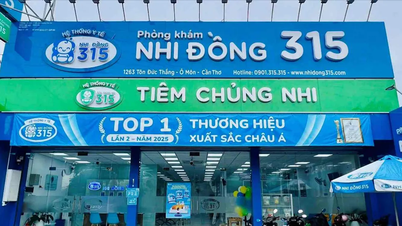 HỆ THỐNG Y TẾ
NHI ĐỒNG
315
Phòng khám
NHI ĐỒNG 315
1263 Tôn Đức Thắng - Ô Môn - Cần Thơ
Hotline: 0901.315.315 - www.nhidong315.com
HỆ THỐNG Y TẾ
315
TIÊM CHỦNG NHI
315
TOP 1
LẦN 2 - NĂM 2025
THƯƠNG HIỆU
XUẤT SẮC CHÂU Á
NHI ĐỒNG 315